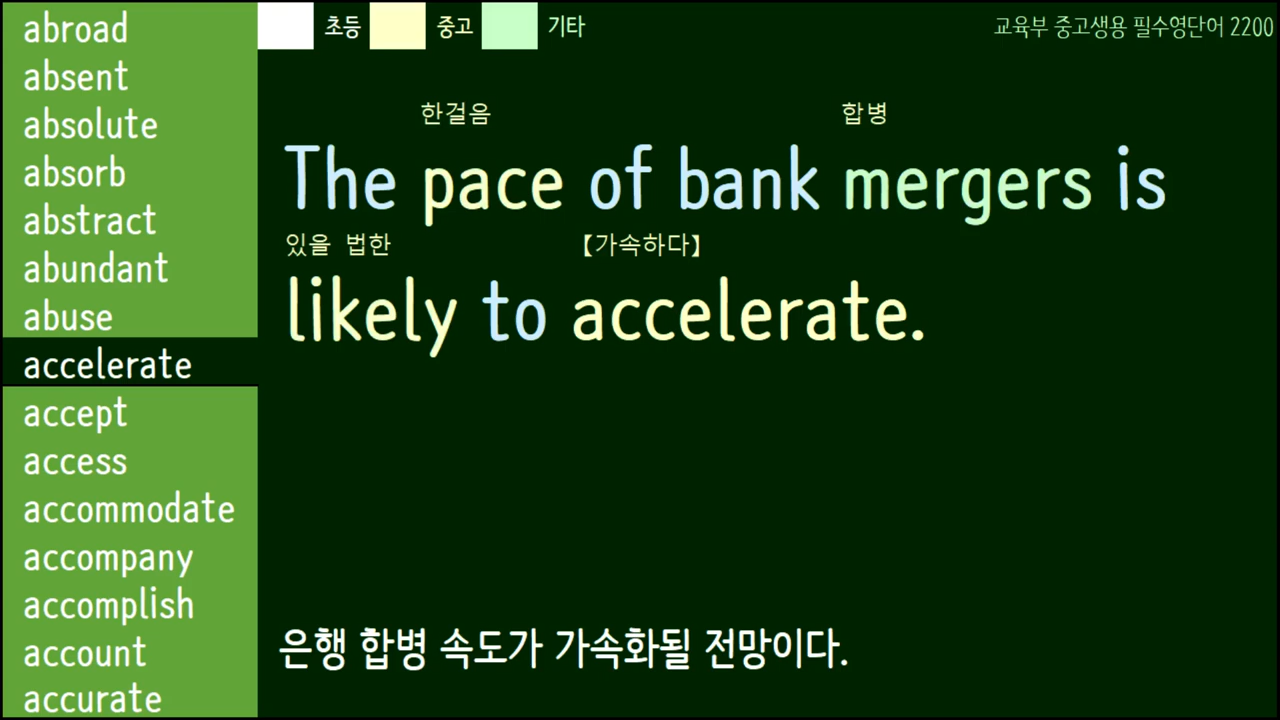 abroad
absent
absolute
absorb
abstract
abundant
abuse
accelerate
accept
access
accommodate
accompany
accomplish
account
accurate
초등 중고 기타
교육부 중고생용 필수영단어 2200
한걸음 합병
The pace of bank mergers is
있을 법한 【가속하다】
likely to accelerate.
은행 합병 속도가 가속화될 전망이다.